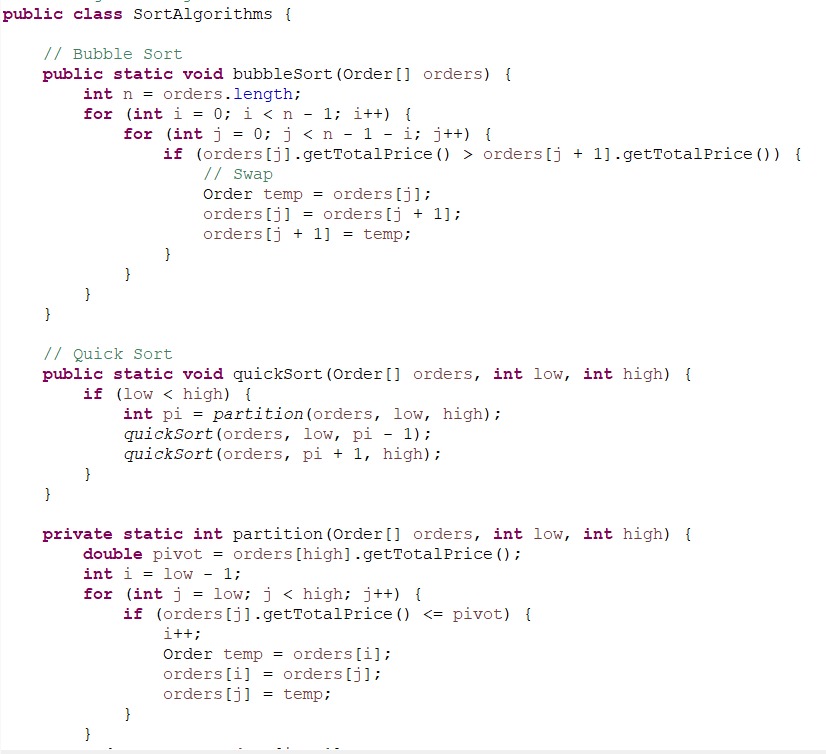 public class SortAlgorithms {
// Bubble Sort
public static void bubbleSort(Order[] orders) {
int n = orders.length;
for (int i = 0; i < n - 1; i++) {
for (int j = 0; j < n - 1 - i; j++) {
if (orders[j].getTotalPrice() > orders[j + 1].getTotalPrice()) {
// Swap
Order temp = orders[j];
orders[j] = orders[j + 1];
orders[j + 1] = temp;
}
}
}
}
// Quick Sort
public static void quickSort(Order[] orders, int low, int high) {
if (low < high) {
int pi = partition(orders, low, high);
quickSort(orders, low, pi - 1);
quickSort(orders, pi + 1, high);
}
}
private static int partition(Order[] orders, int low, int high) {
double pivot = orders[high].getTotalPrice();
int i = low - 1;
for (int j = low; j < high; j++) {
if (orders[j].getTotalPrice() <= pivot) {
i++;
Order temp = orders[i];
orders[i] = orders[j];
orders[j] = temp;
}
}